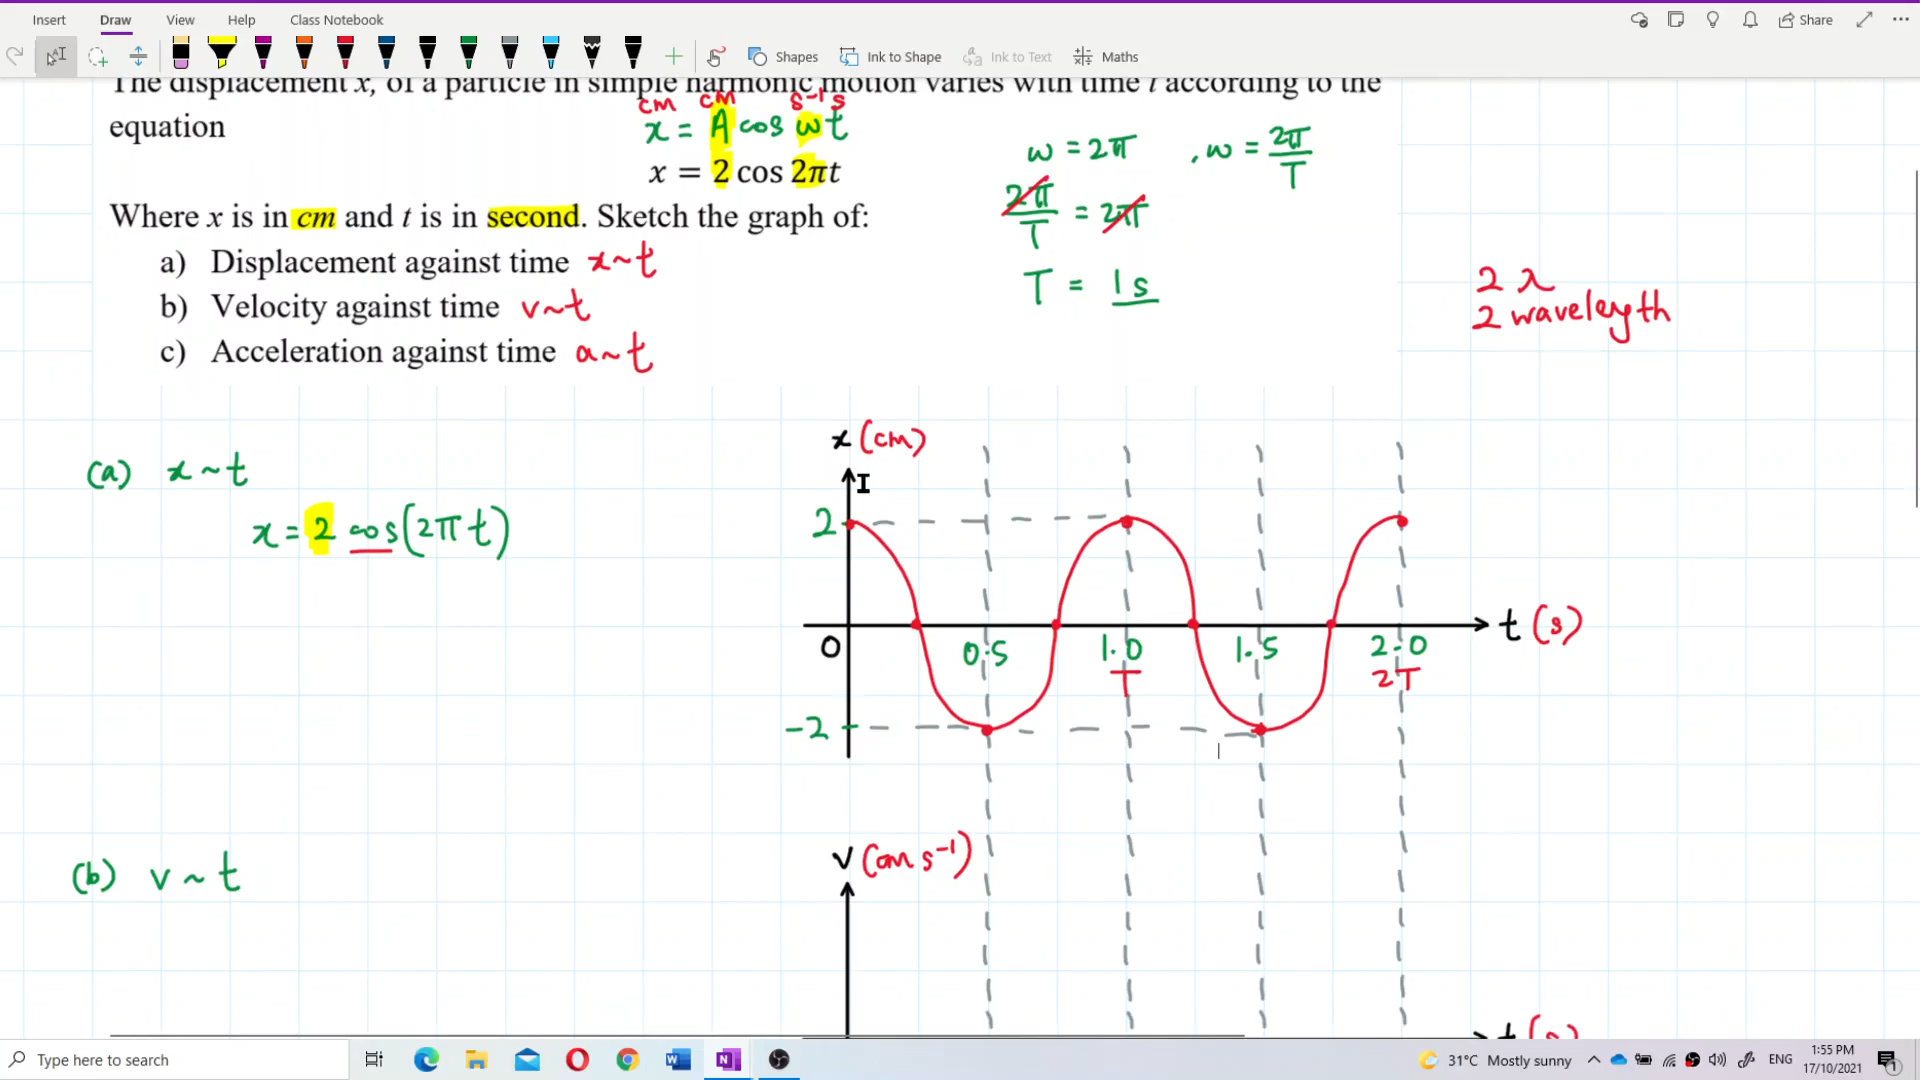 Insert Draw View Help Class Notebook
Share
Shapes Ink to Shape Ink to Text Maths
The displacement x, of a particle in simple harmonic motion varies with time t according to the
equation
cm cm s⁻¹ s
x = A cos ωt
x = 2 cos 2πt
ω = 2π , ω = 2π/T
2π/T = 2π
T = 1s
Where x is in cm and t is in second. Sketch the graph of:
a) Displacement against time x~t
b) Velocity against time v~t
c) Acceleration against time a~t
2 λ
2 wavelength
(a) x ~ t
x = 2 cos(2π t)
x (cm)
2
0 0.5 1.0 1.5 2.0 t (s)
T 2T
-2
(b) v ~ t
v (cm s⁻¹)
t (s)
Type here to search
31°C Mostly sunny
ENG
1:55 PM
17/10/2021
1